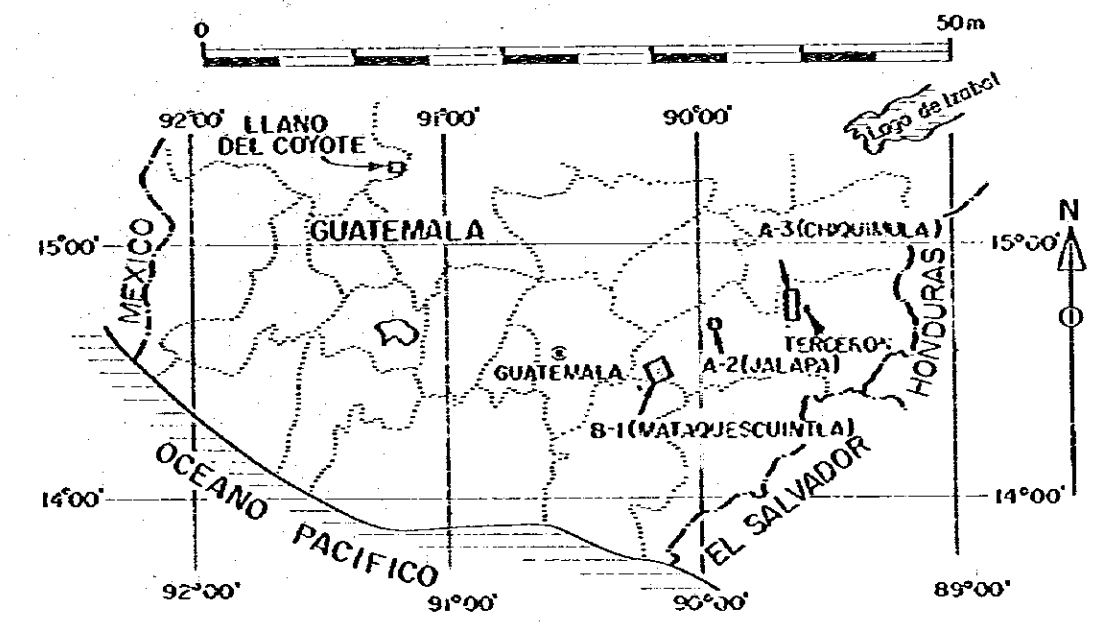 0 50m
92°00' 91°00' 90°00'
Lago de Izabal
LLANO
DEL COYOTE
GUATEMALA
A-3(CHIQUIMULA)
N
15°00' 15°00'
MEXICO
HONDURAS
TERCERON
A-2(JALAPA)
GUATEMALA
B-1(MATAQUESCUINTLA)
OCEANO PACIFICO
EL SALVADOR
14°00' 14°00'
92°00' 91°00' 90°00' 89°00'